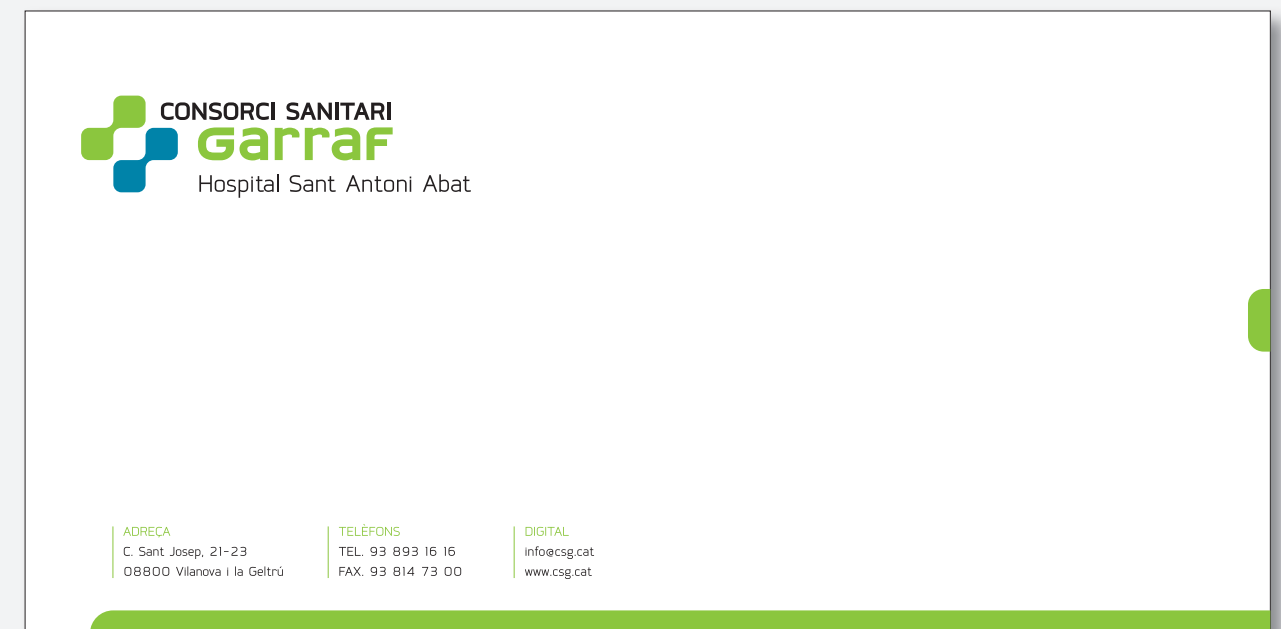 CONSORCI SANITARI
Garraf
Hospital Sant Antoni Abat
ADREÇA
C. Sant Josep, 21-23
08800 Vilanova i la Geltrú
TELÈFONS
TEL. 93 893 16 16
FAX. 93 814 73 00
DIGITAL
info@csg.cat
www.csg.cat